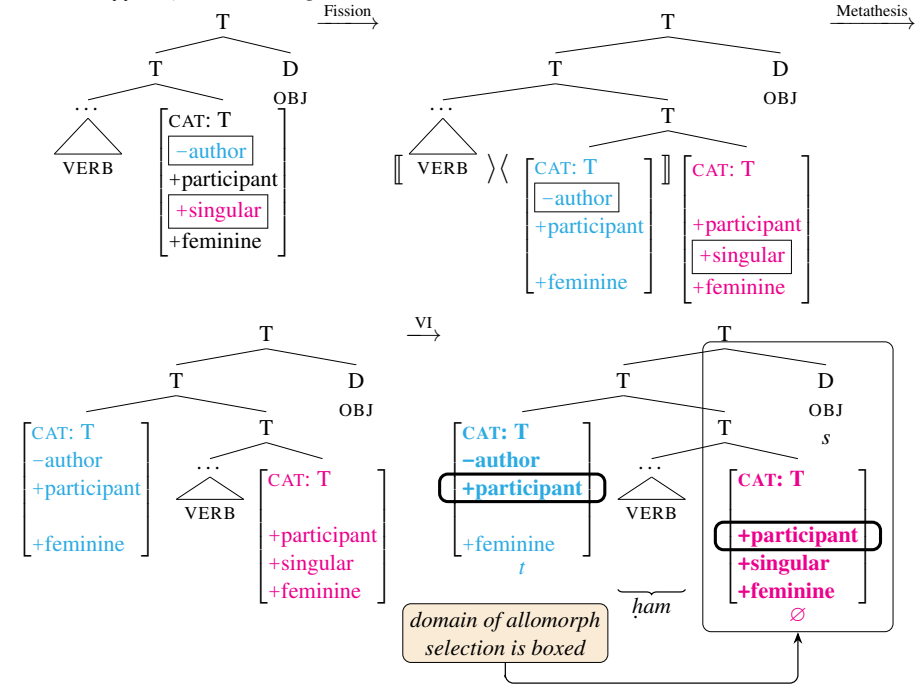 T
Fission
T
Metathesis
T
D
T
D
...
OBJ
...
T
OBJ
VERB
CAT: T
−author
+participant
+singular
+feminine
⟦
VERB
⟩⟨
CAT: T
−author
+participant
+feminine
⟧
CAT: T
+participant
+singular
+feminine
T
VI
T
T
D
T
D
OBJ
OBJ
s
CAT: T
−author
+participant
+feminine
T
...
VERB
CAT: T
+participant
+singular
+feminine
CAT: T
−author
+participant
+feminine
t
T
...
VERB
ḥam
CAT: T
+participant
+singular
+feminine
∅
domain of allomorph
selection is boxed